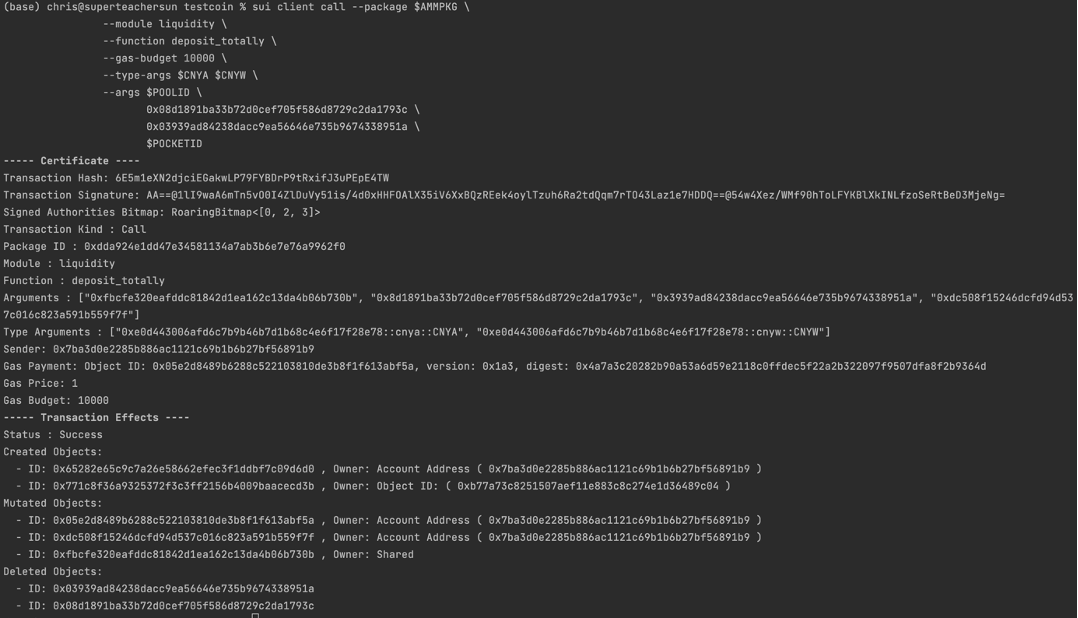 (base) chris@superteachersun testcoin % sui client call --package $AMMPKG \
--module liquidity \
--function deposit_totally \
--gas-budget 10000 \
--type-args $CNYA $CNYW \
--args $POOLID \
0x08d1891ba33b72d0cef705f586d8729c2da1793c \
0x03939ad84238dacc9ea56646e735b9674338951a \
$POCKETID
----- Certificate ----
Transaction Hash: 6E5m1eXN2djciEGakwLP79FYBDrP9tRxifJ3uPEpE4TW
Transaction Signature: AA==@1lI9waA6mTn5vO0I4ZlDuVy51is/4d0xHHFOAlX35iV6XxBQzREek4oylTzuh6Ra2tdQqm7rTO43Laz1e7HDDQ==@54w4Xez/WMf90hToLFYKBlXkINLfzoSeRtBeD3MjeNg=
Signed Authorities Bitmap: RoaringBitmap<[0, 2, 3]>
Transaction Kind : Call
Package ID : 0xdda924e1dd47e34581134a7ab3b6e7e76a9962f0
Module : liquidity
Function : deposit_totally
Arguments : ["0xfbcfe320eafddc81842d1ea162c13da4b06b730b", "0x8d1891ba33b72d0cef705f586d8729c2da1793c", "0x3939ad84238dacc9ea56646e735b9674338951a", "0xdc508f15246dcfd94d53
7c016c823a591b559f7f"]
Type Arguments : ["0xe0d443006afd6c7b9b46b7d1b68c4e6f17f28e78::cnya::CNYA", "0xe0d443006afd6c7b9b46b7d1b68c4e6f17f28e78::cnyw::CNYW"]
Sender: 0x7ba3d0e2285b886ac1121c69b1b6b27bf56891b9
Gas Payment: Object ID: 0x05e2d8489b6288c522103810de3b8f1f613abf5a, version: 0x1a3, digest: 0x4a7a3c20282b90a53a6d59e2118c0ffdec5f22a2b322097f9507dfa8f2b9364d
Gas Price: 1
Gas Budget: 10000
----- Transaction Effects ----
Status : Success
Created Objects:
- ID: 0x65282e65c9c7a26e58662efec3f1ddbf7c09d6d0 , Owner: Account Address ( 0x7ba3d0e2285b886ac1121c69b1b6b27bf56891b9 )
- ID: 0x771c8f36a9325372f3c3ff2156b4009baacecd3b , Owner: Object ID: ( 0xb77a73c8251507aef11e883c8c274e1d36489c04 )
Mutated Objects:
- ID: 0x05e2d8489b6288c522103810de3b8f1f613abf5a , Owner: Account Address ( 0x7ba3d0e2285b886ac1121c69b1b6b27bf56891b9 )
- ID: 0xdc508f15246dcfd94d537c016c823a591b559f7f , Owner: Account Address ( 0x7ba3d0e2285b886ac1121c69b1b6b27bf56891b9 )
- ID: 0xfbcfe320eafddc81842d1ea162c13da4b06b730b , Owner: Shared
Deleted Objects:
- ID: 0x03939ad84238dacc9ea56646e735b9674338951a
- ID: 0x08d1891ba33b72d0cef705f586d8729c2da1793c